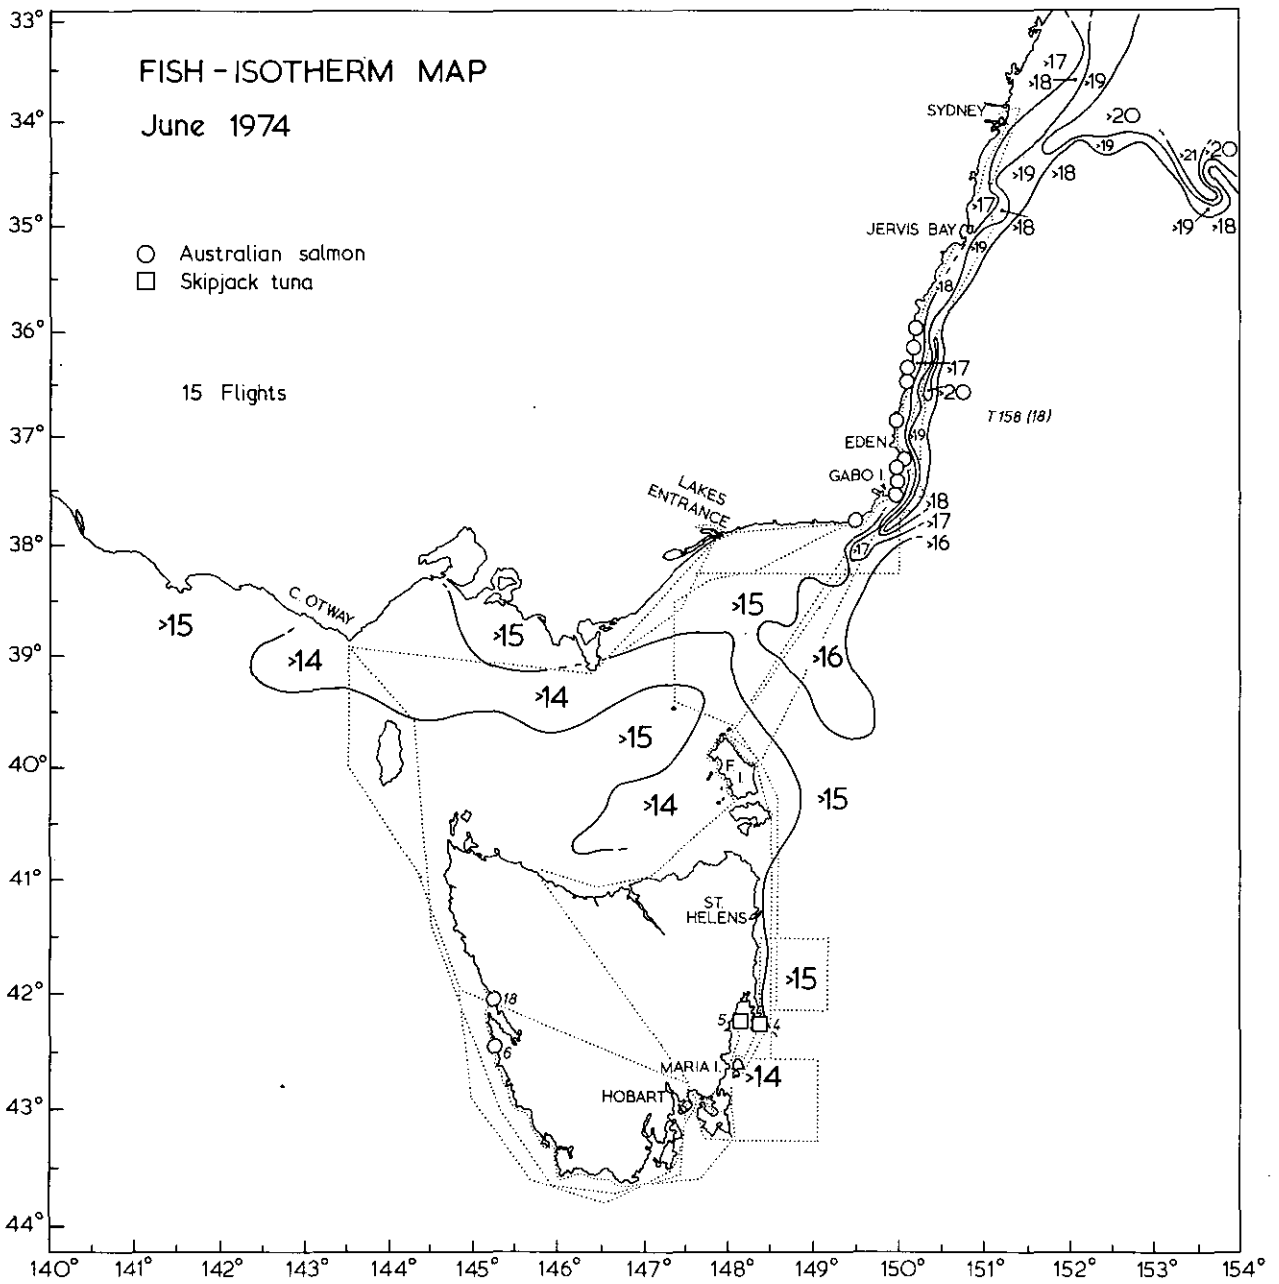 FISH-ISOTHERM MAP
June 1974
Australian salmon
Skipjack tuna
15 Flights
33°
34°
35°
36°
37°
38°
39°
40°
41°
42°
43°
44°
140° 141° 142° 143° 144° 145° 146° 147° 148° 149° 150° 151° 152° 153° 154°
>17
>18
>19
SYDNEY
>20
>19
>21
>20
>19
>18
>17
>18
>19
>18
JERVIS BAY
>19
>18
>17
>20
T158 (18)
>19
EDEN
GABO I.
LAKES
ENTRANCE
>18
>17
>16
>17
C. OTWAY
>15
>15
>15
>14
>16
>14
>15
F.
I.
>14
>15
ST.
HELENS
>15
18
5
4
6
MARIA I.
>14
HOBART